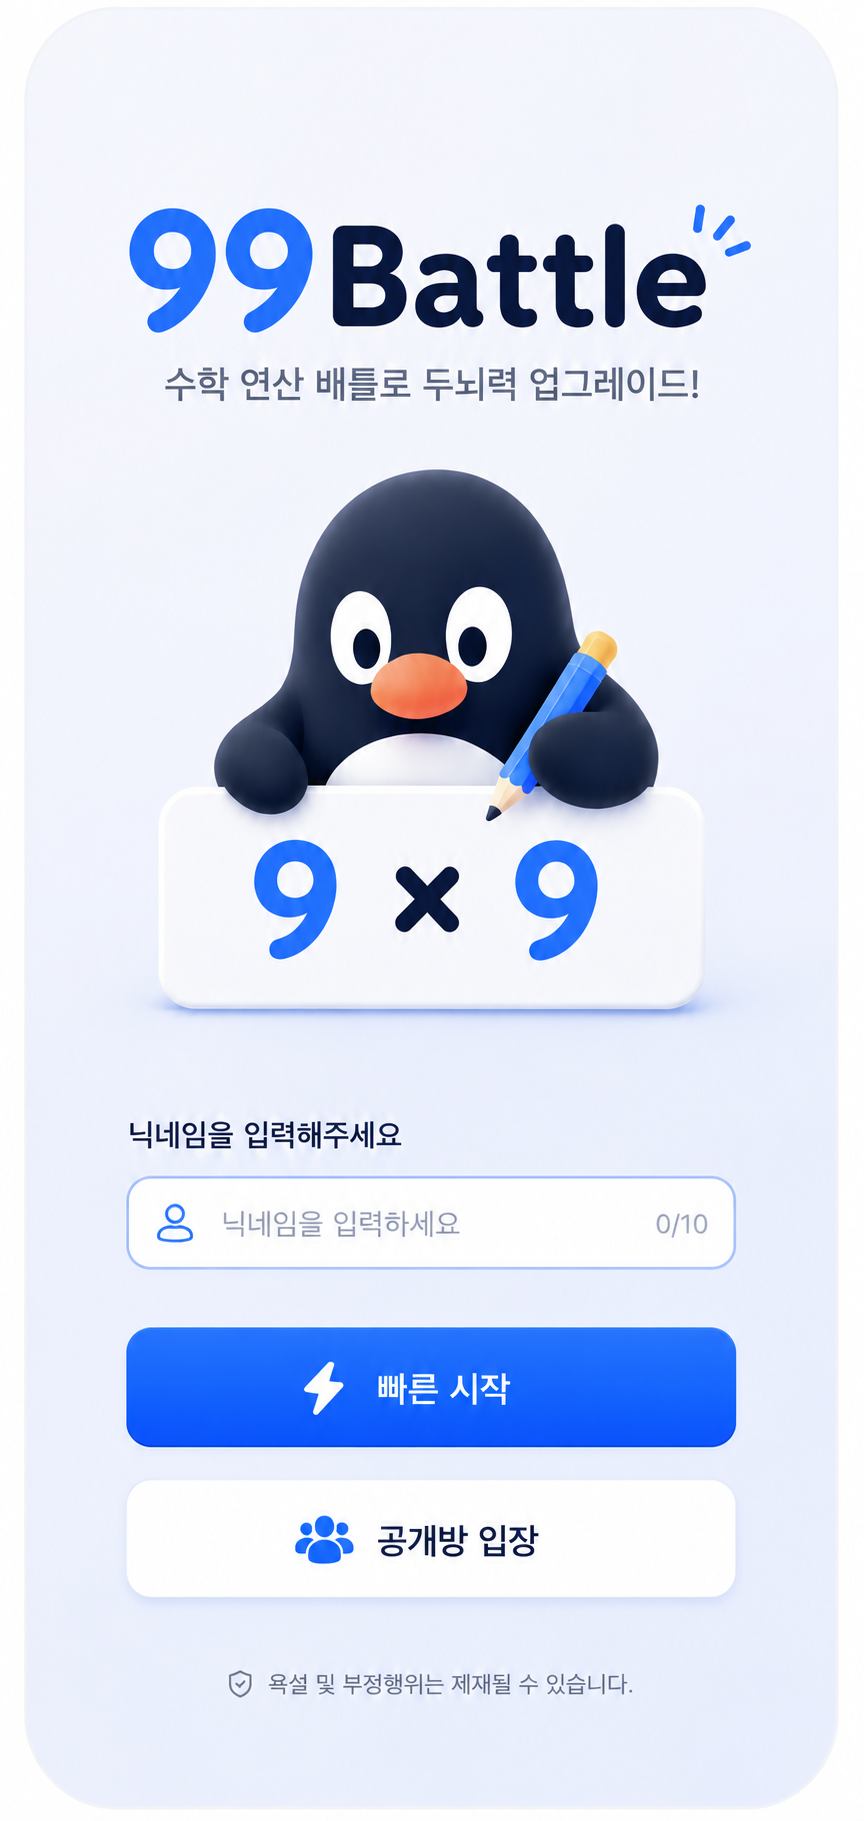 99Battle
수학 연산 배틀로 두뇌력 업그레이드!
9 × 9
닉네임을 입력해주세요
닉네임을 입력하세요 0/10
빠른 시작
공개방 입장
욕설 및 부정행위는 제재될 수 있습니다.